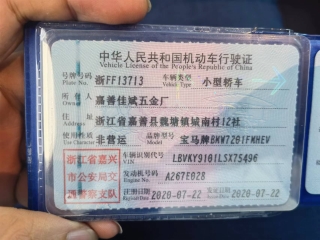 中华人民共和国机动车行驶证
Vehicle License of the People's Republic of China
号牌号码 浙FF13713 车辆类型 小型轿车
Plate No. Vehicle Type
所有人 嘉善佳斌五金厂
Owner
住址 浙江省嘉善县魏塘镇城南村12社
Address
使用性质 非营运 品牌型号 宝马牌BMW7201FMHEV
Use Character Model
浙江省嘉兴 车辆识别代号 LBVKY9101LSX75496
VIN
市公安局交 发动机号码 A267E028
Engine No.
通警察支队 注册日期 2020-07-22 发证日期 2020-07-22
Register Date Issue Date